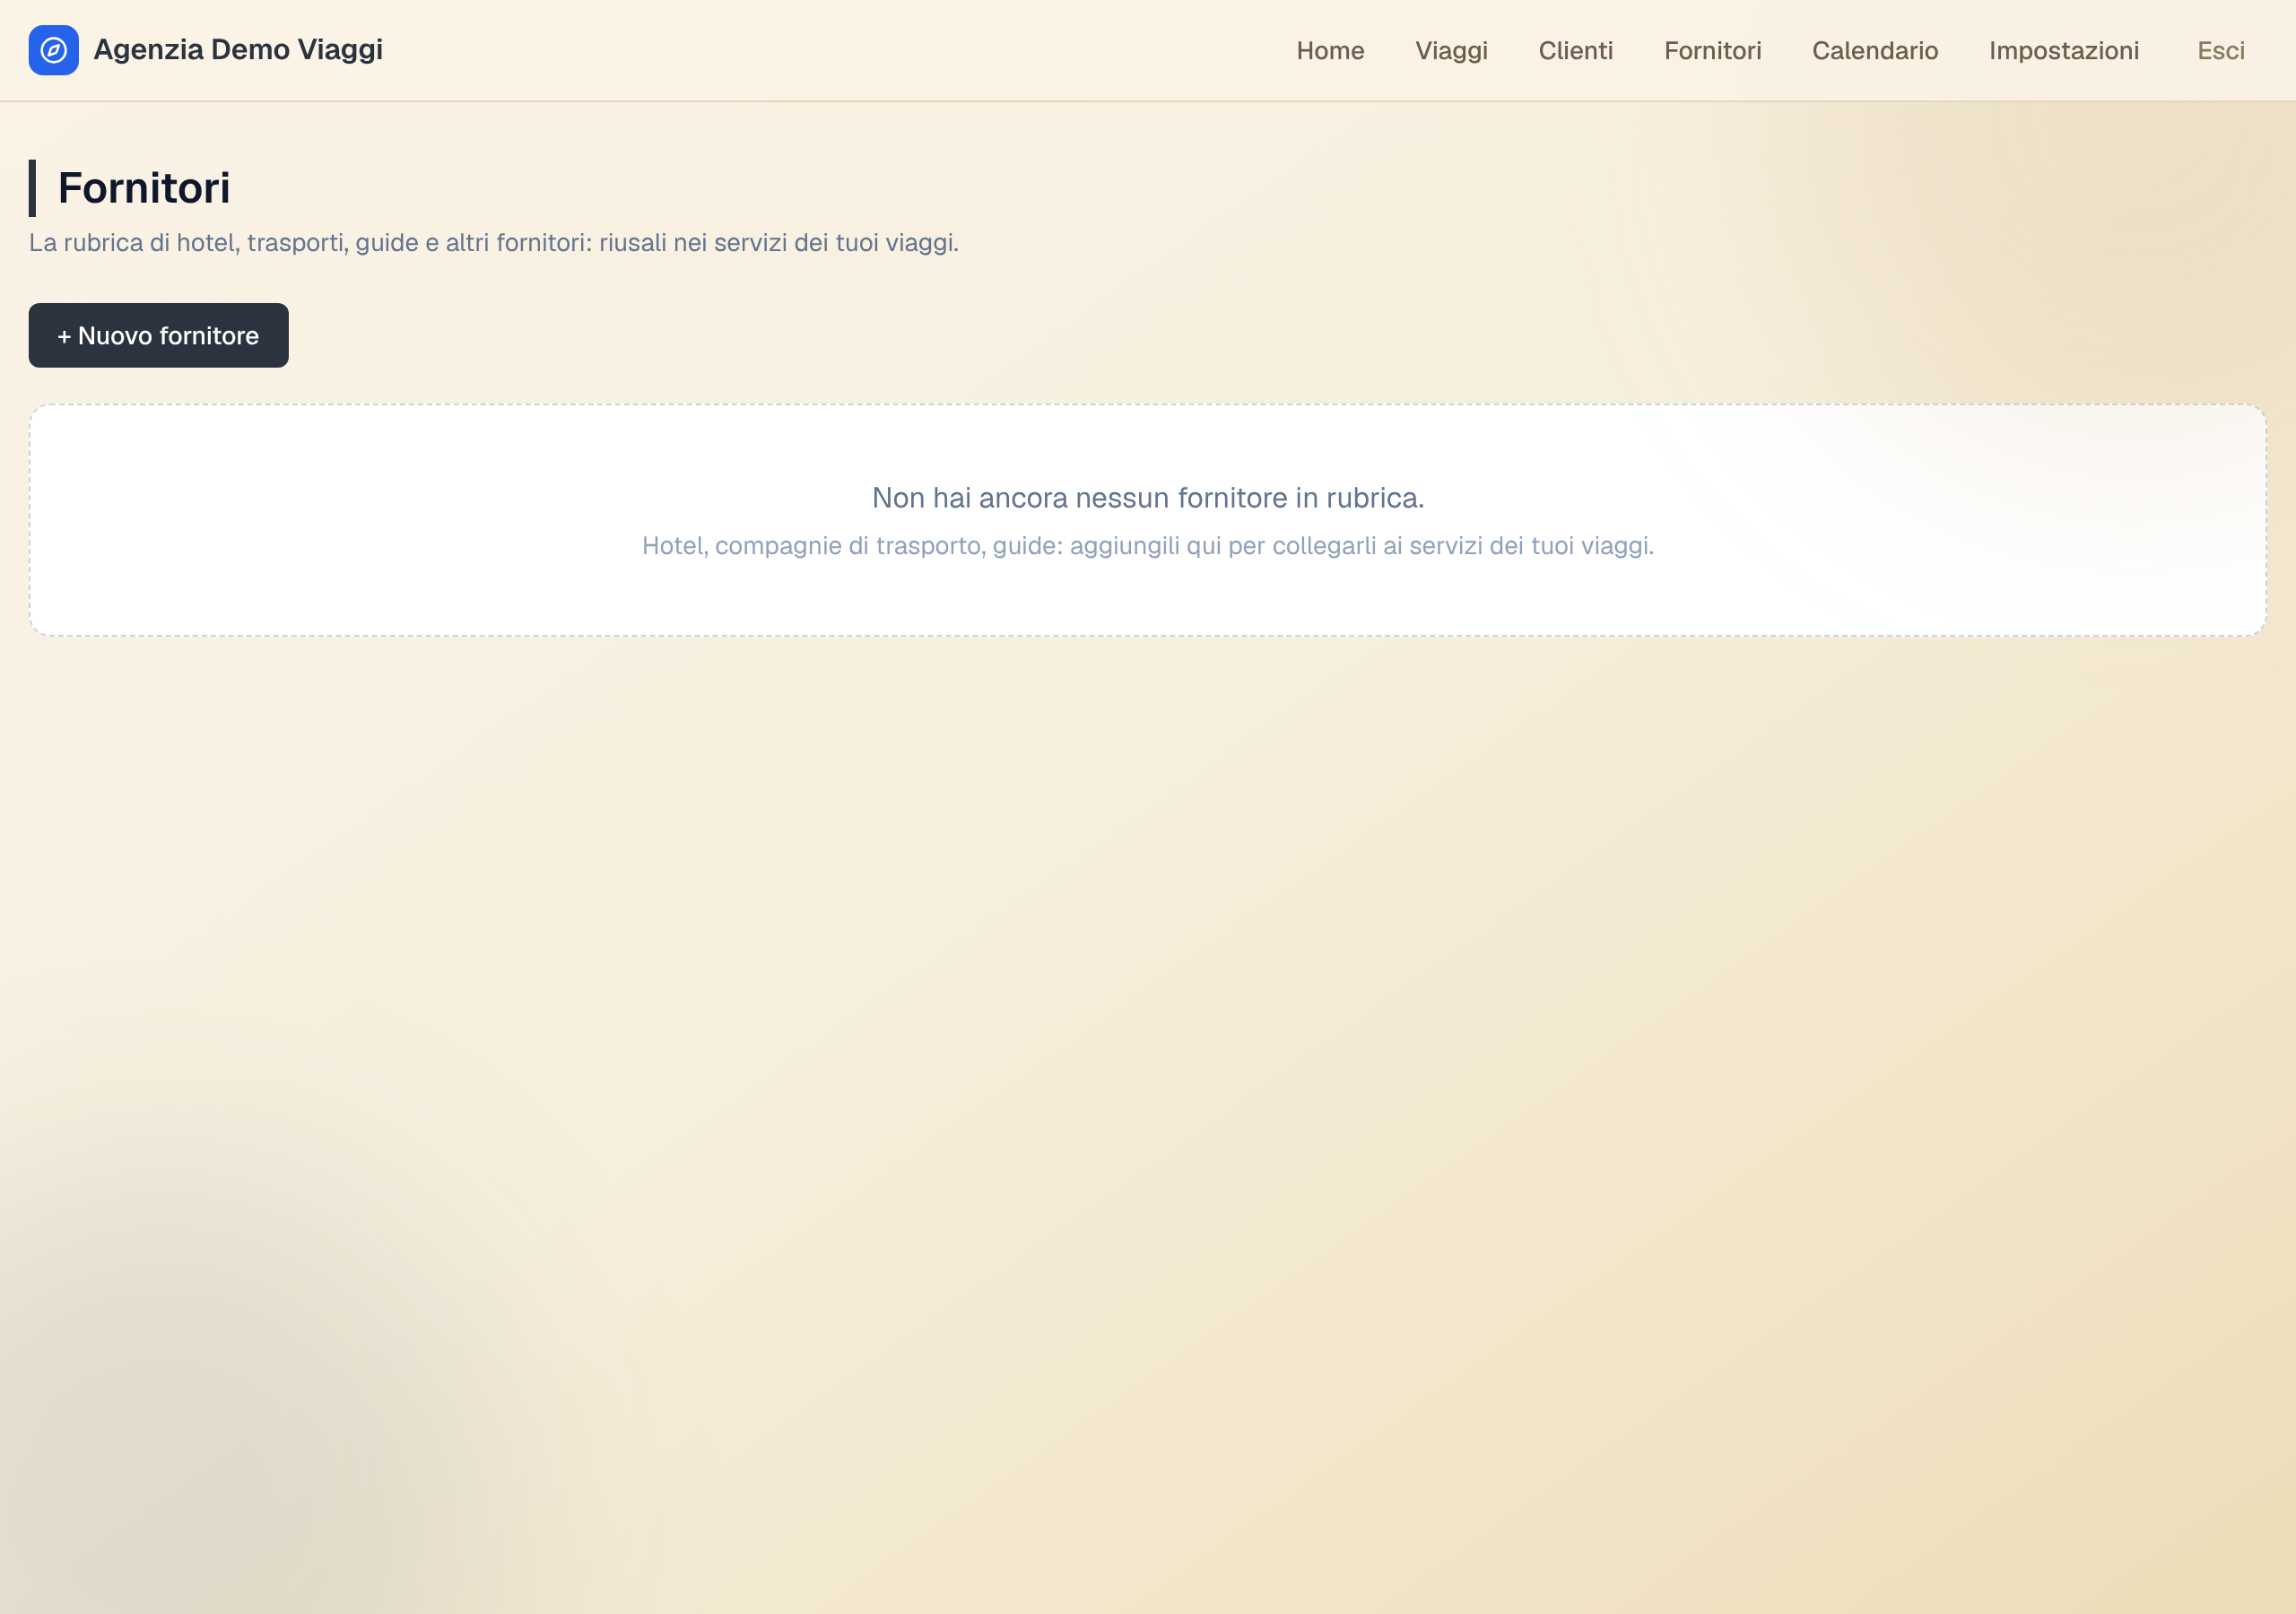 Agenzia Demo Viaggi
Home Viaggi Clienti Fornitori Calendario Impostazioni Esci
Fornitori
La rubrica di hotel, trasporti, guide e altri fornitori: riusali nei servizi dei tuoi viaggi.
+ Nuovo fornitore
Non hai ancora nessun fornitore in rubrica.
Hotel, compagnie di trasporto, guide: aggiungili qui per collegarli ai servizi dei tuoi viaggi.